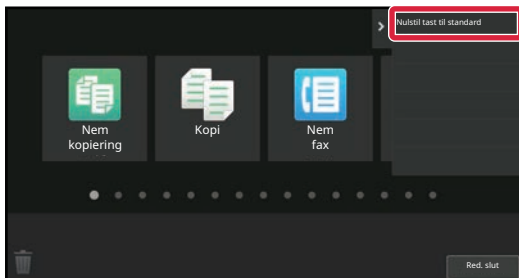 Nulstil tast til standard
Nem
kopiering
Kopi
Nem
fax
Red. slut